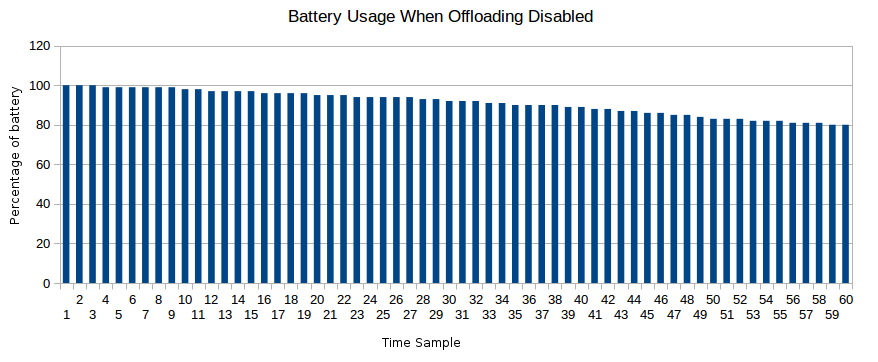 Battery Usage When Offloading Disabled
120
100
80
60
40
20
0
Percentage of battery
2 4 6 8 10 12 14 16 18 20 22 24 26 28 30 32 34 36 38 40 42 44 46 48 50 52 54 56 58 60
1 3 5 7 9 11 13 15 17 19 21 23 25 27 29 31 33 35 37 39 41 43 45 47 49 51 53 55 57 59
Time Sample